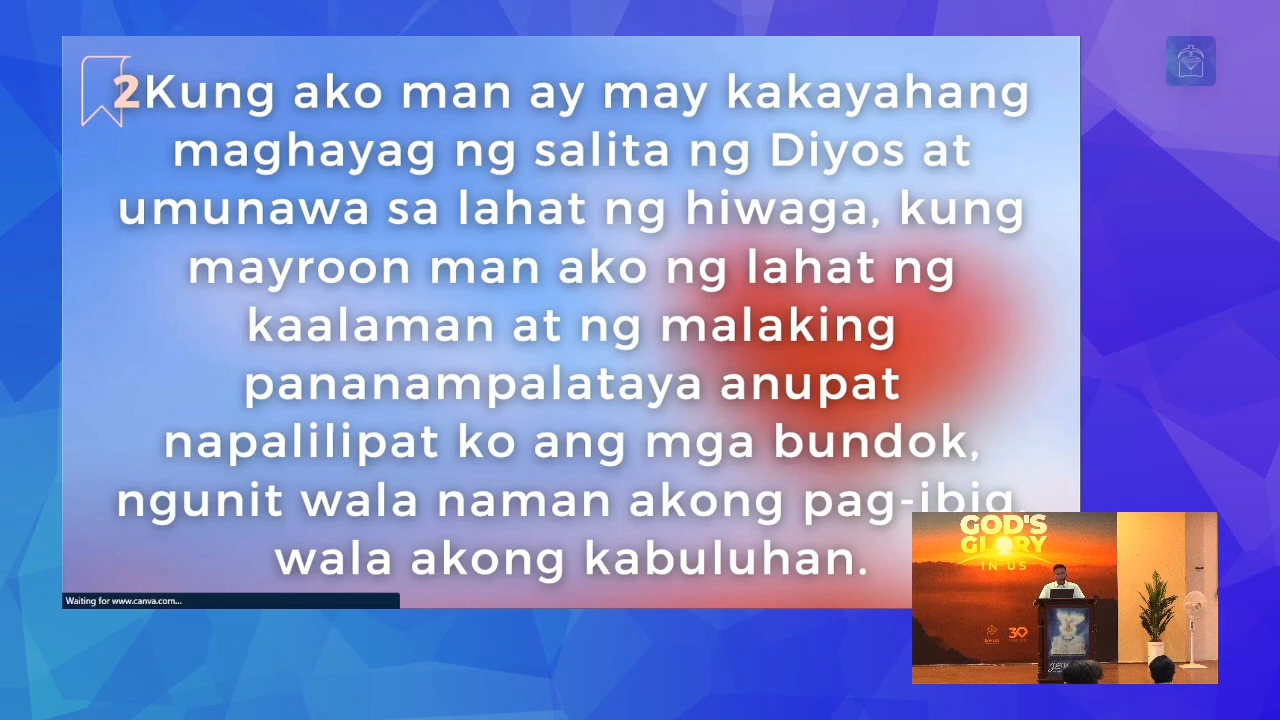 2Kung ako man ay may kakayahang
maghayag ng salita ng Diyos at
umunawa sa lahat ng hiwaga, kung
mayroon man ako ng lahat ng
kaalaman at ng malaking
pananampalataya anupat
napalilipat ko ang mga bundok,
ngunit wala naman akong pag-ibig,
wala akong kabuluhan.
Waiting for www.canva.com...
GOD'S
GLORY
IN US
30